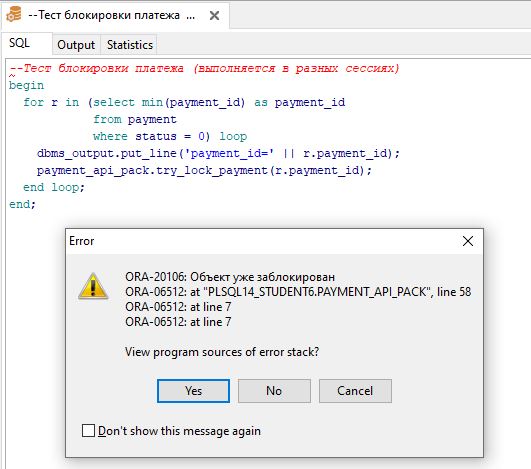 --Тест блокировки платежа ...
SQL Output Statistics
--Тест блокировки платежа (выполняется в разных сессиях)
begin
for r in (select min(payment_id) as payment_id
from payment
where status = 0) loop
dbms_output.put_line('payment_id=' || r.payment_id);
payment_api_pack.try_lock_payment(r.payment_id);
end loop;
end;
Error
ORA-20106: Объект уже заблокирован
ORA-06512: at "PLSQL14_STUDENT6.PAYMENT_API_PACK", line 58
ORA-06512: at line 7
ORA-06512: at line 7
View program sources of error stack?
Yes No Cancel
Don't show this message again